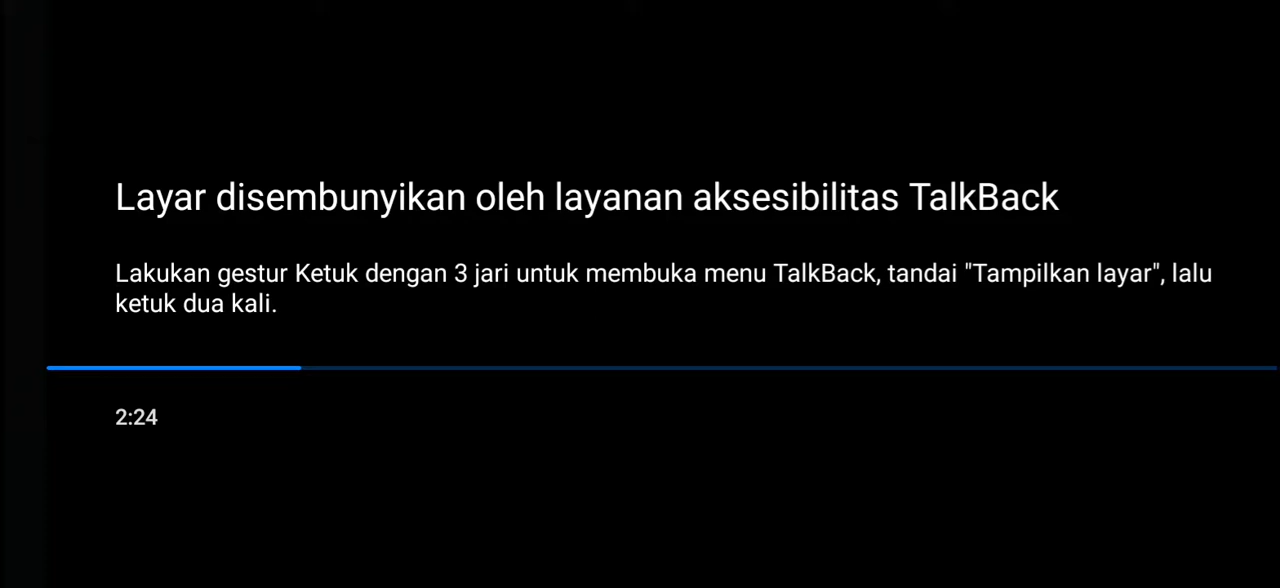 Layar disembunyikan oleh layanan aksesibilitas TalkBack
Lakukan gestur Ketuk dengan 3 jari untuk membuka menu TalkBack, tandai "Tampilkan layar", lalu
ketuk dua kali.
2:24